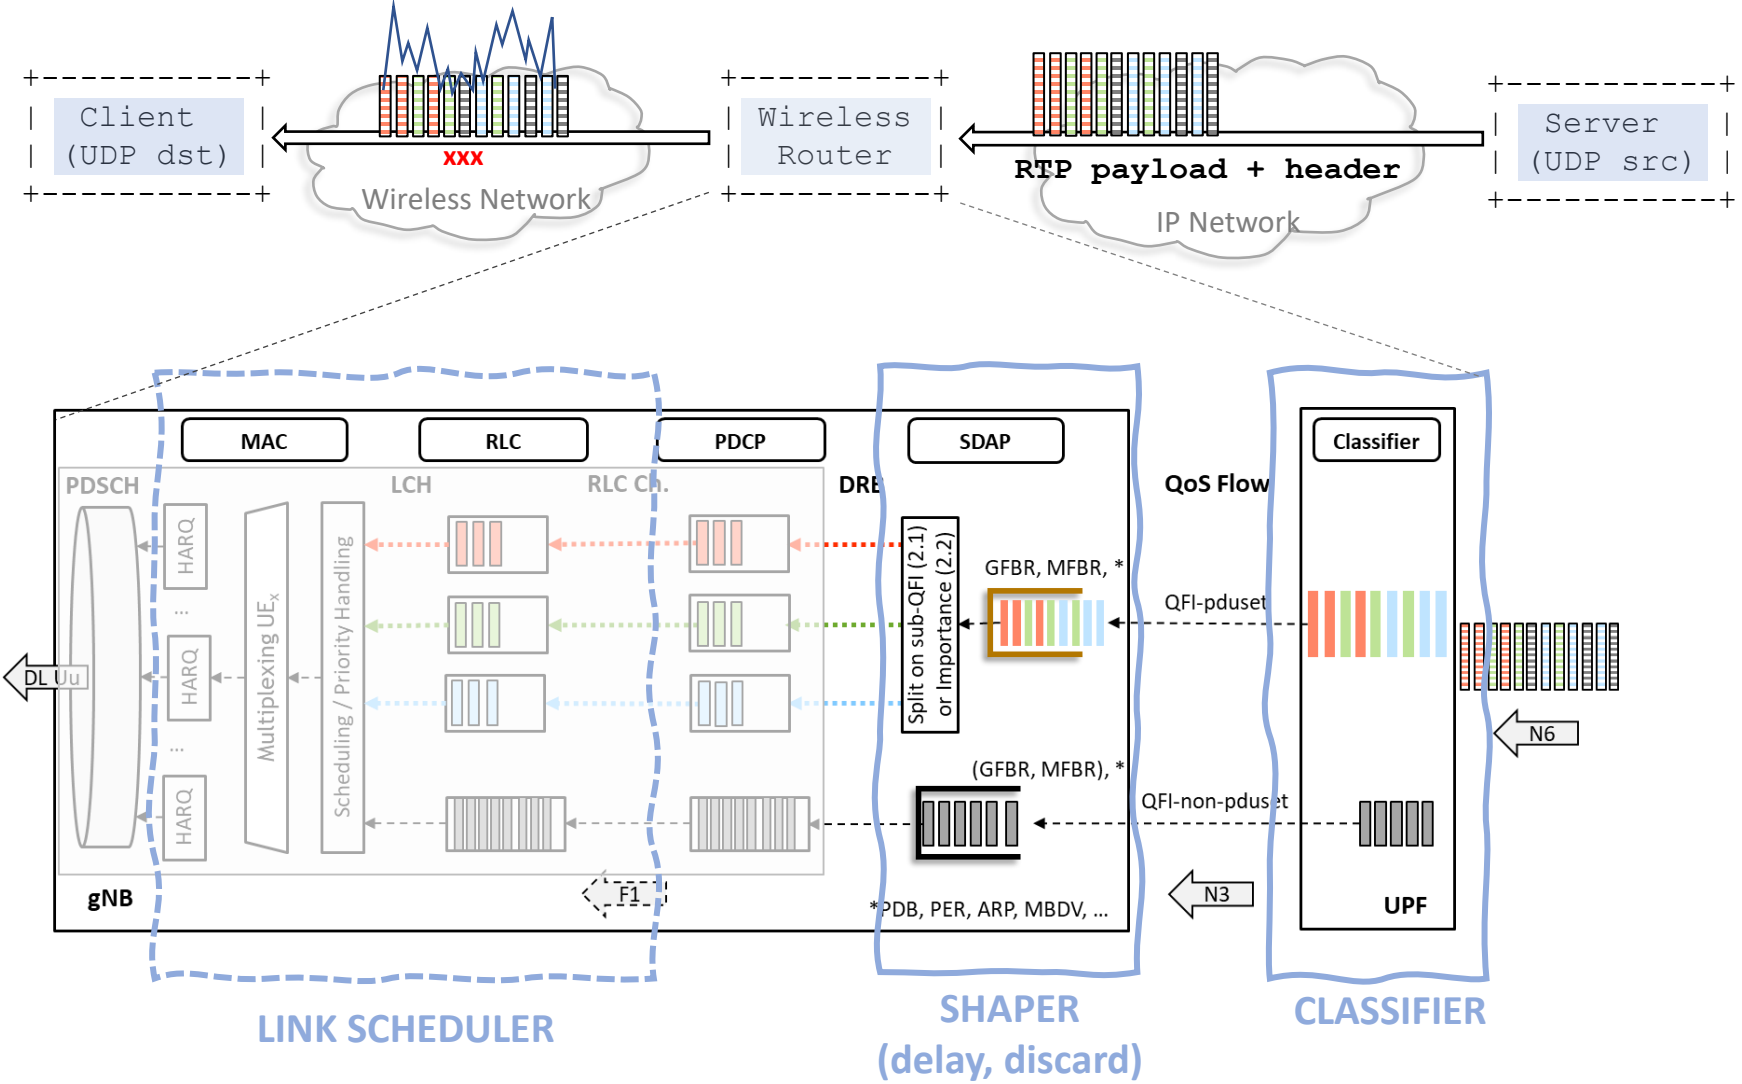 Client
(UDP dst)
xxx
Wireless Network
Wireless
Router
RTP payload + header
IP Network
Server
(UDP src)
MAC
RLC
PDCP
SDAP
Classifier
PDSCH
LCH
RLC Ch.
DRB
QoS Flow
HARQ
...
HARQ
...
HARQ
Multiplexing UEx
Scheduling / Priority Handling
Split on sub-QFI (2.1)
or Importance (2.2)
GFBR, MFBR, *
QFI-pduset
DL Uu
N6
(GFBR, MFBR), *
QFI-non-pduset
gNB
F1
*PDB, PER, ARP, MBDV, ...
N3
UPF
LINK SCHEDULER
SHAPER
(delay, discard)
CLASSIFIER